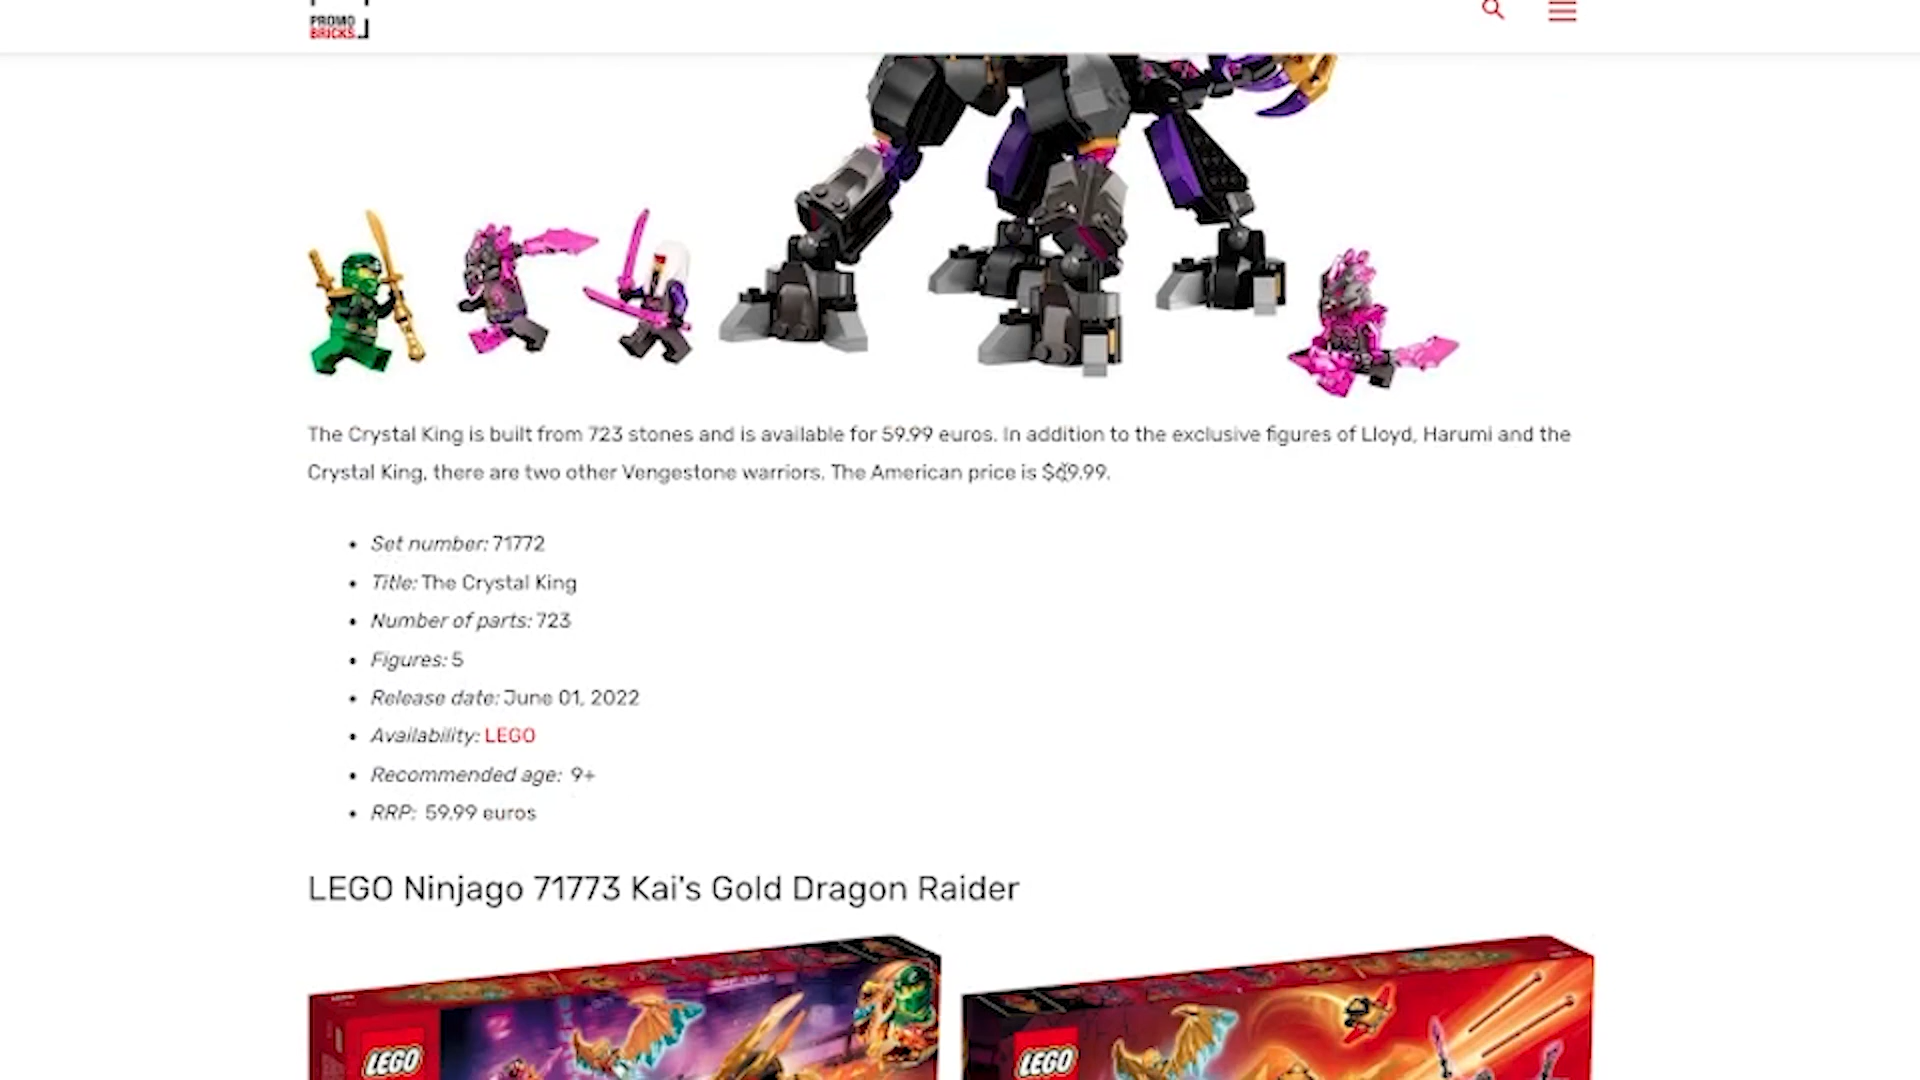 PROMO
BRICKS
The Crystal King is built from 723 stones and is available for 59.99 euros. In addition to the exclusive figures of Lloyd, Harumi and the
Crystal King, there are two other Vengestone warriors. The American price is $69.99.
• Set number: 71772
• Title: The Crystal King
• Number of parts: 723
• Figures: 5
• Release date: June 01, 2022
• Availability: LEGO
• Recommended age: 9+
• RRP: 59.99 euros
LEGO Ninjago 71773 Kai's Gold Dragon Raider
LEGO LEGO